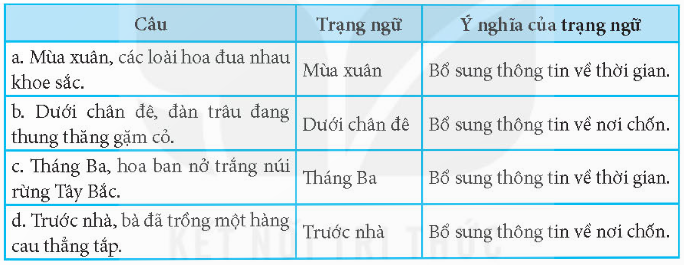 Câu Trạng ngữ Ý nghĩa của trạng ngữ
a. Mùa xuân, các loài hoa đua nhau
khoe sắc.
Mùa xuân
Bổ sung thông tin về thời gian.
b. Dưới chân đê, đàn trâu đang
thung thăng gặm cỏ.
Dưới chân đê
Bổ sung thông tin về nơi chốn.
c. Tháng Ba, hoa ban nở trắng núi
rừng Tây Bắc.
Tháng Ba
Bổ sung thông tin về thời gian.
d. Trước nhà, bà đã trồng một hàng
cau thẳng tắp.
Trước nhà
Bổ sung thông tin về nơi chốn.
KẾT NỐI TRI THỨC